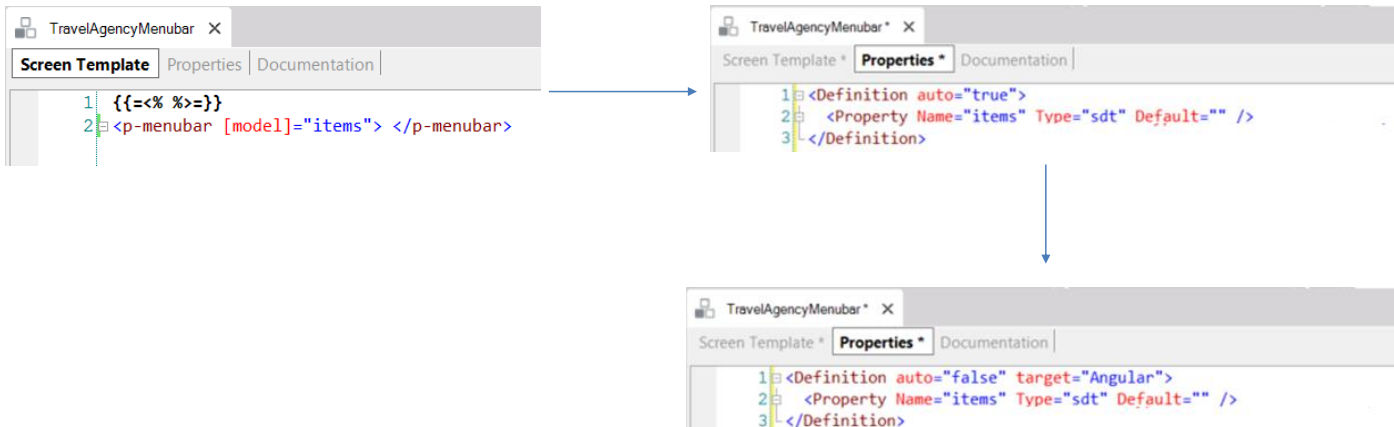 TravelAgencyMenubar X
Screen Template Properties Documentation
1 {{=<% %>=}}
2 <p-menubar [model]="items"> </p-menubar>
TravelAgencyMenubar* X
Screen Template * Properties * Documentation
1 <Definition auto="true">
2 <Property Name="items" Type="sdt" Default="" />
3 </Definition>
TravelAgencyMenubar* X
Screen Template * Properties * Documentation
1 <Definition auto="false" target="Angular">
2 <Property Name="items" Type="sdt" Default="" />
3 </Definition>